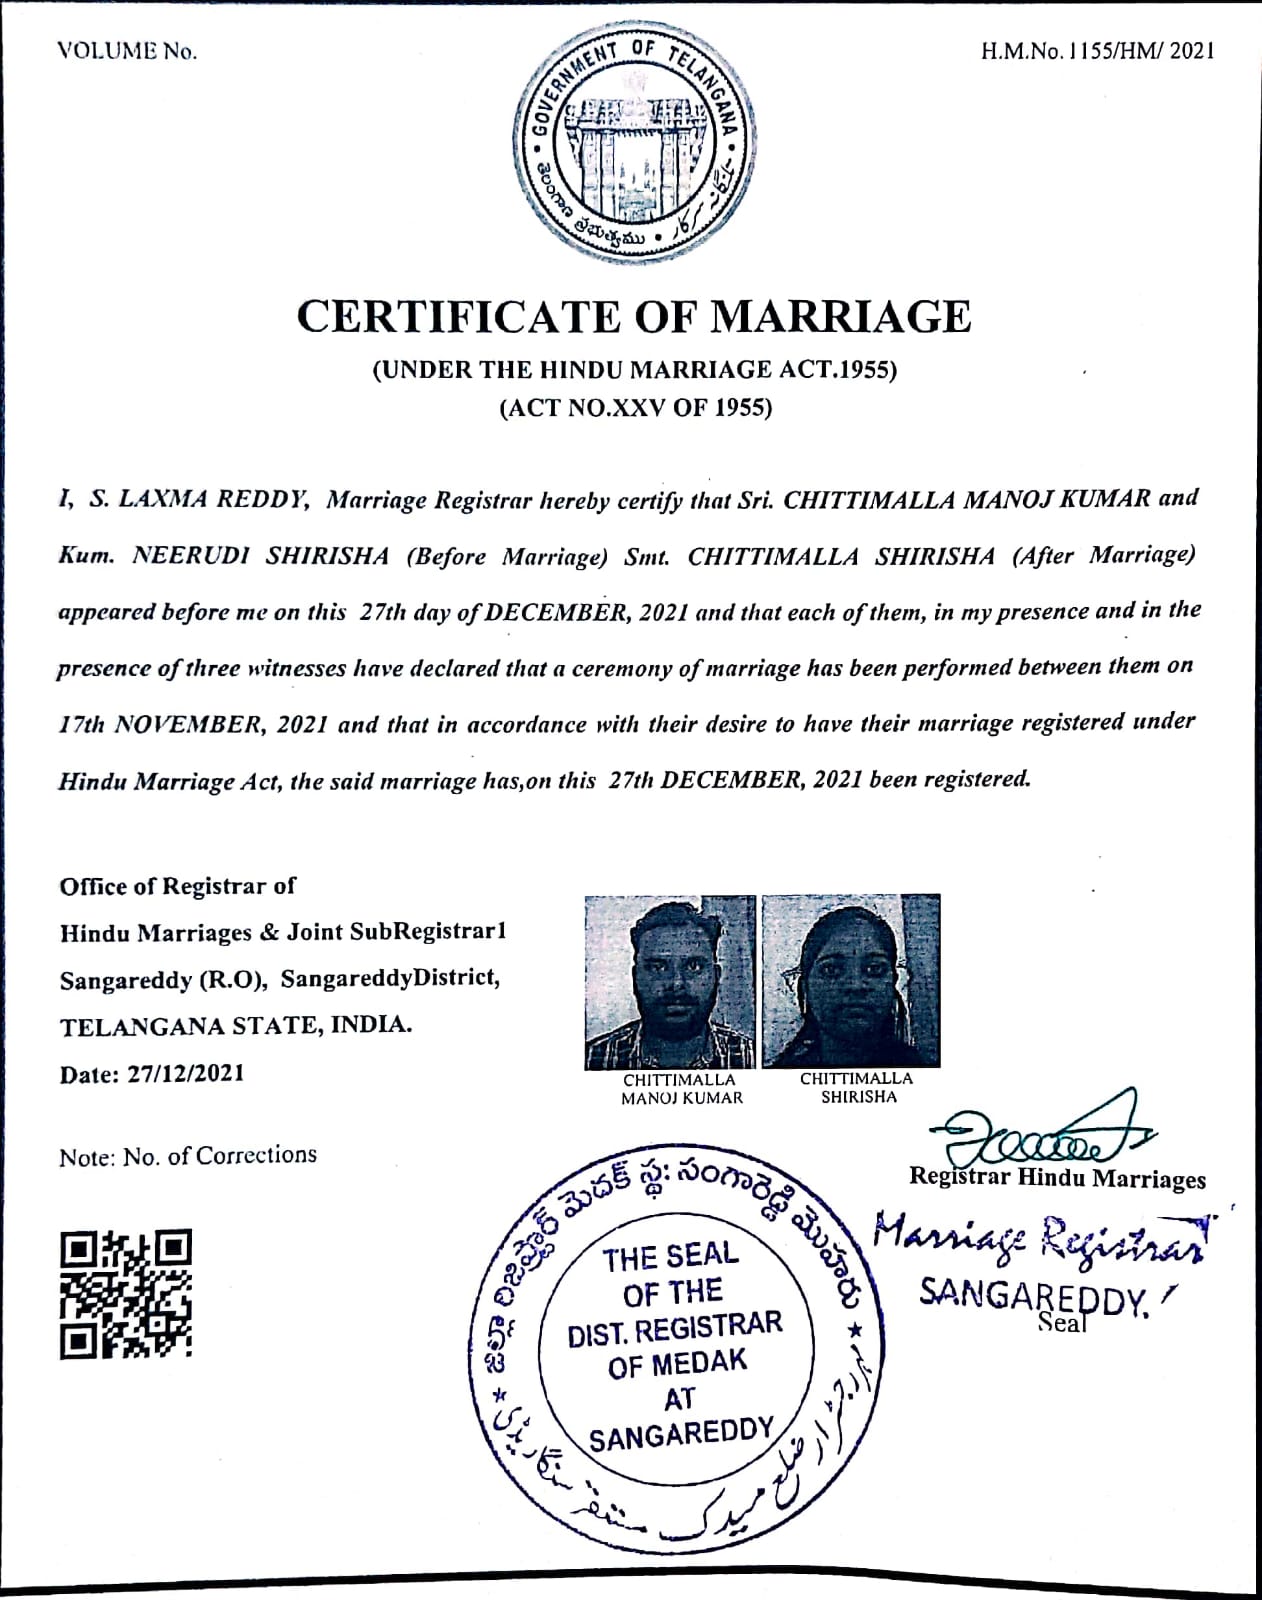 VOLUME No.
H.M.No. 1155/HM/ 2021
GOVERNMENT OF TELANGANA
తెలంగాణ ప్రభుత్వము
CERTIFICATE OF MARRIAGE
(UNDER THE HINDU MARRIAGE ACT.1955)
(ACT NO.XXV OF 1955)
I, S. LAXMA REDDY, Marriage Registrar hereby certify that Sri. CHITTIMALLA MANOJ KUMAR and
Kum. NEERUDI SHIRISHA (Before Marriage) Smt. CHITTIMALLA SHIRISHA (After Marriage)
appeared before me on this 27th day of DECEMBER, 2021 and that each of them, in my presence and in the
presence of three witnesses have declared that a ceremony of marriage has been performed between them on
17th NOVEMBER, 2021 and that in accordance with their desire to have their marriage registered under
Hindu Marriage Act, the said marriage has,on this 27th DECEMBER, 2021 been registered.
Office of Registrar of
Hindu Marriages & Joint SubRegistrar1
Sangareddy (R.O), SangareddyDistrict,
TELANGANA STATE, INDIA.
Date: 27/12/2021
CHITTIMALLA
MANOJ KUMAR
CHITTIMALLA
SHIRISHA
Note: No. of Corrections
Registrar Hindu Marriages
Marriage Registrar
SANGAREDDY.
Seal
జిల్లా రిజిష్ట్రార్ మెదక్ స్థ: సంగారెడ్డి మొహరు
THE SEAL
OF THE
DIST. REGISTRAR
OF MEDAK
AT
SANGAREDDY
مہر رجسٹرار ضلع میدک مستقر سنگاریڈی